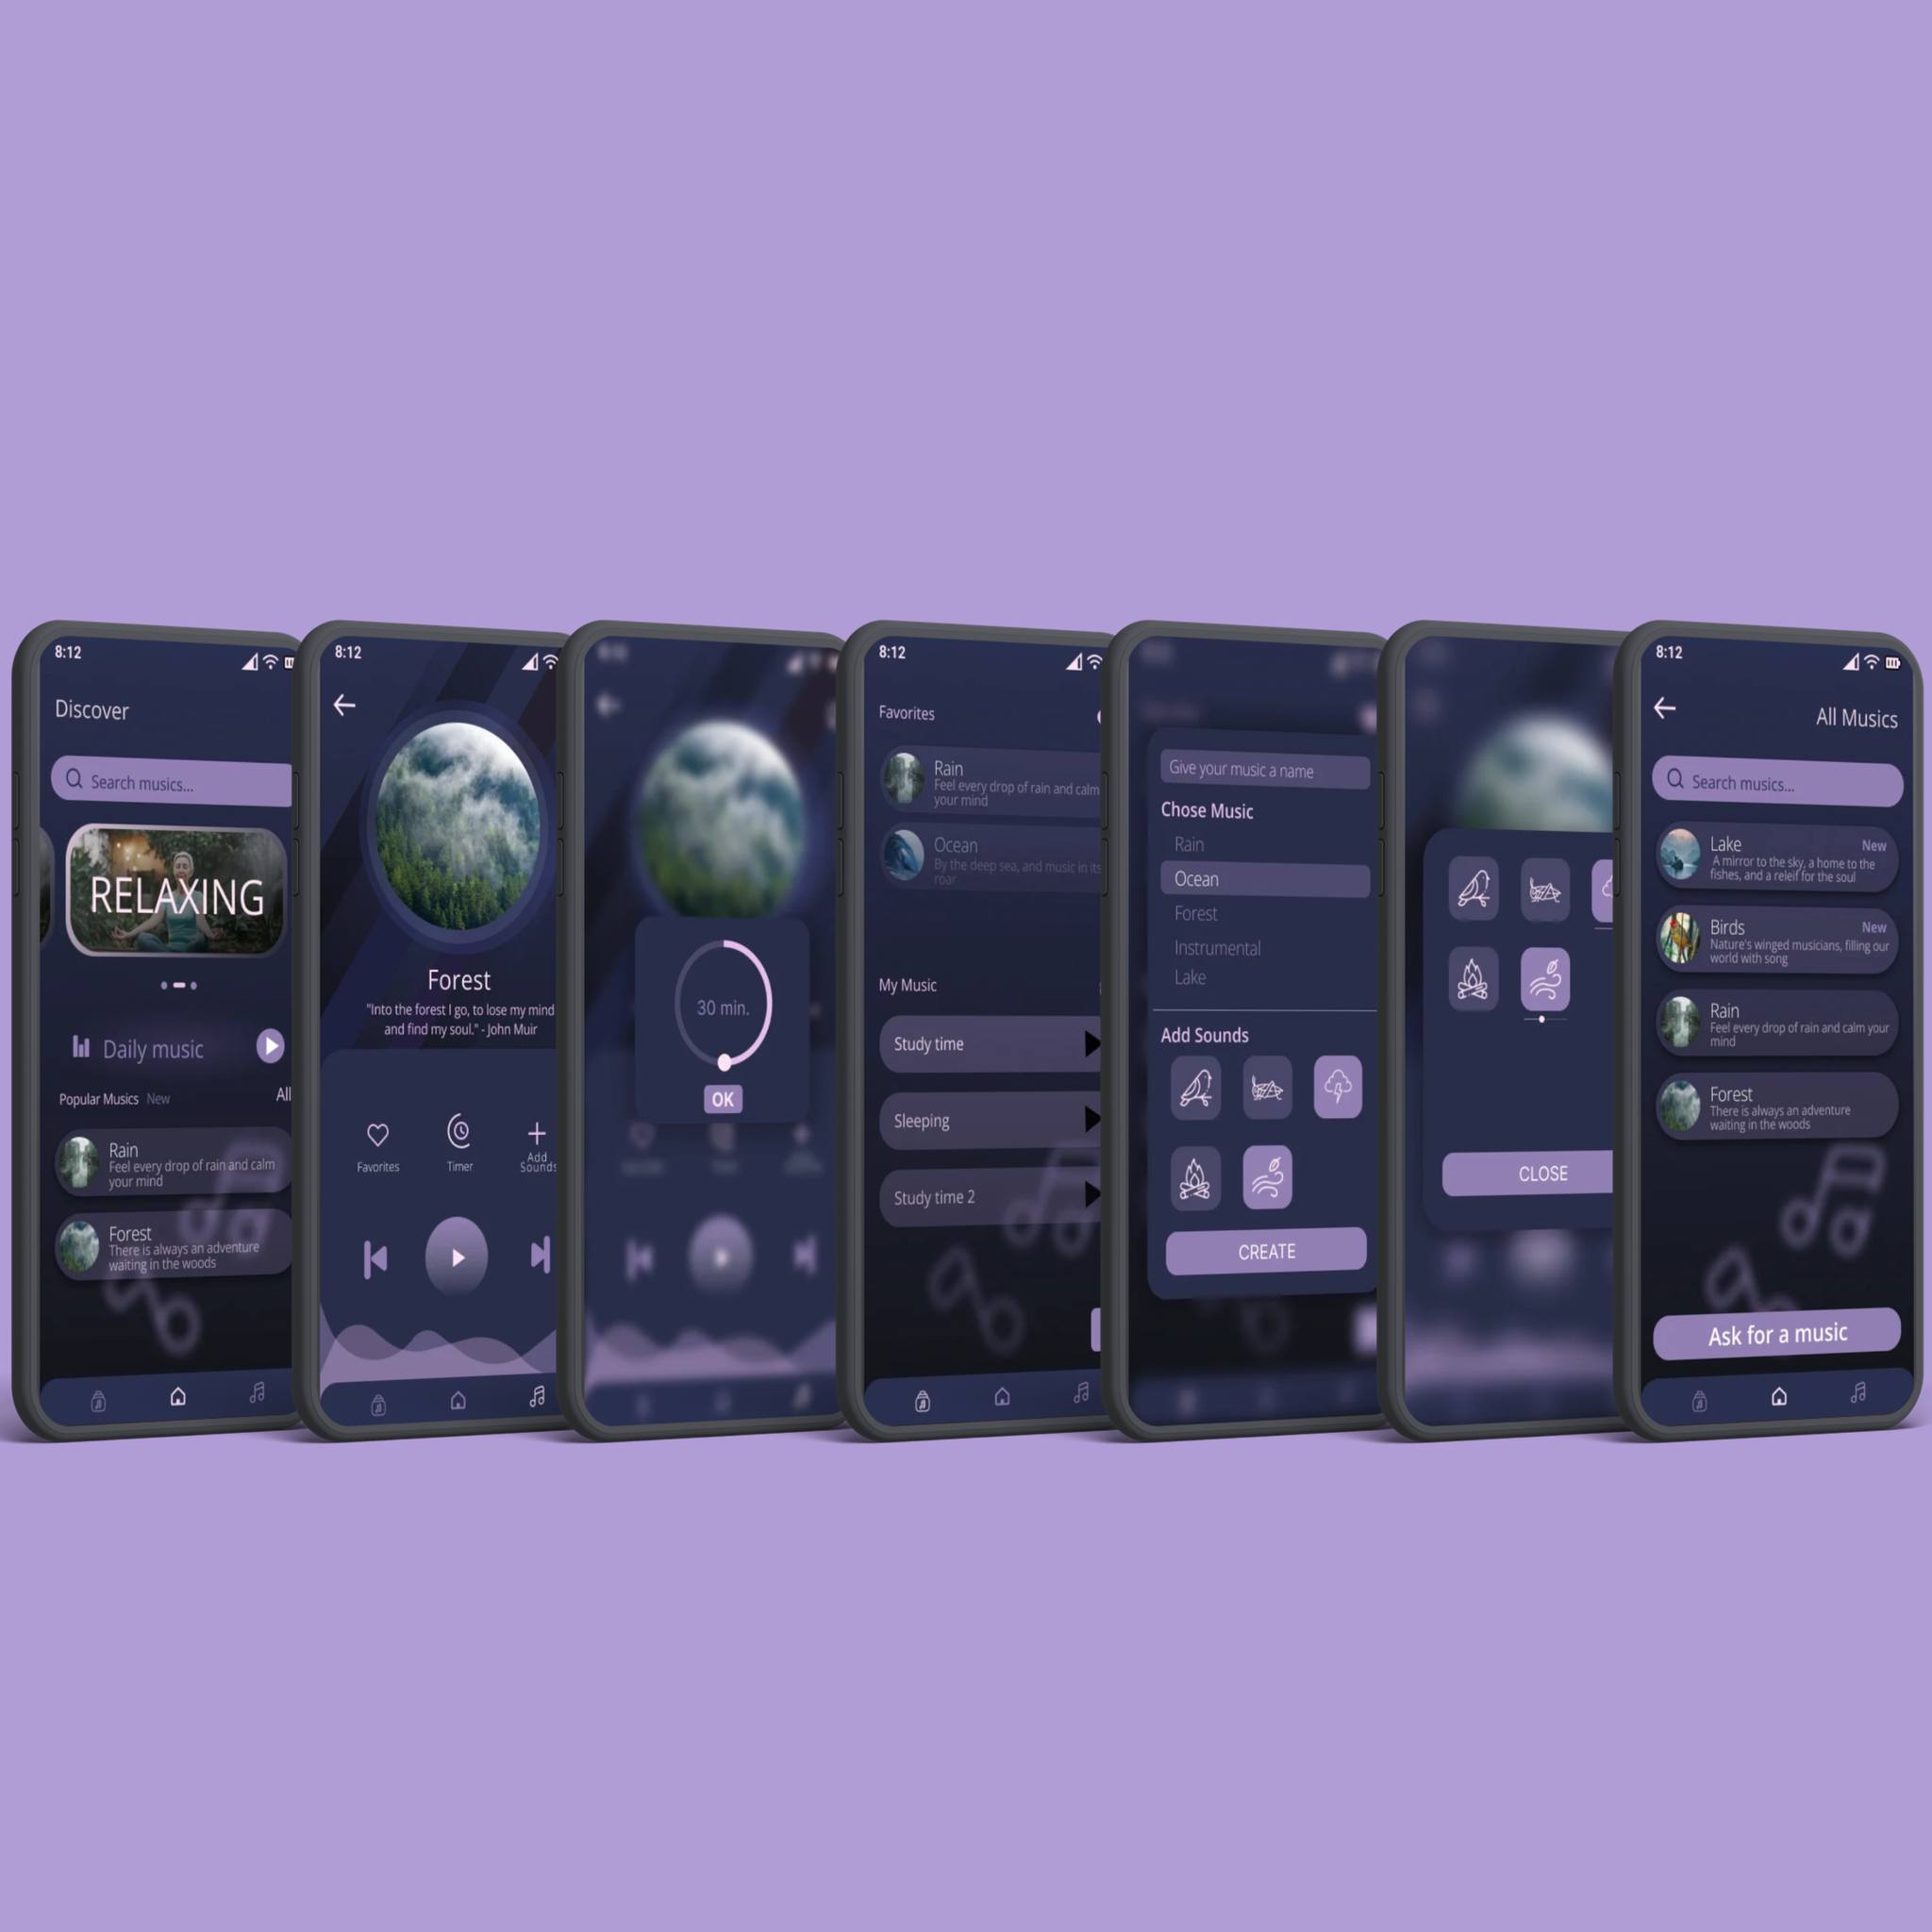 8:12
Discover
Search musics...
RELAXING
Daily music
Popular Musics New All
Rain
Feel every drop of rain and calm
your mind
Forest
There is always an adventure
waiting in the woods
8:12
Forest
"Into the forest I go, to lose my mind
and find my soul." - John Muir
Favorites
Timer
Add
Sounds
30 min.
OK
8:12
Favorites
Rain
Feel every drop of rain and calm
your mind
Ocean
By the deep sea, and music in its
roar
My Music
Study time
Sleeping
Study time 2
Give your music a name
Chose Music
Rain
Ocean
Forest
Instrumental
Lake
Add Sounds
CREATE
CLOSE
8:12
All Musics
Search musics...
Lake New
A mirror to the sky, a home to the
fishes, and a releif for the soul
Birds New
Nature's winged musicians, filling our
world with song
Rain
Feel every drop of rain and calm your
mind
Forest
There is always an adventure
waiting in the woods
Ask for a music